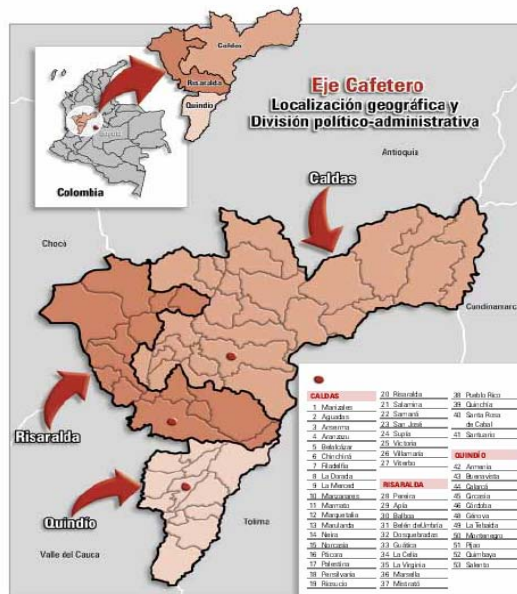 Caldas
Risaralda
Quindío
Colombia
Eje Cafetero
Localización geográfica y
División político-administrativa
Antioquia
Caldas
Chocó
Cundinamarc
Risaralda
Quindío
Tolima
Valle del Cauca
CALDAS
1 Manizales
2 Aguadas
3 Anserma
4 Aranzazu
5 Belalcázar
6 Chinchiná
7 Filadelfia
8 La Dorada
9 La Merced
10 Manzanares
11 Marmato
12 Marquetalia
13 Marulanda
14 Neira
15 Norcasia
16 Pácora
17 Palestina
18 Pensilvania
19 Riosucio
20 Risaralda
21 Salamina
22 Samaná
23 San José
24 Supía
25 Victoria
26 Villamaría
27 Viterbo
RISARALDA
28 Pereira
29 Apía
30 Balboa
31 Belén de Umbría
32 Dosquebradas
33 Guática
34 La Celia
35 La Virginia
36 Marsella
37 Mistrató
38 Pueblo Rico
39 Quinchía
40 Santa Rosa
de Cabal
41 Santuario
QUINDÍO
42 Armenia
43 Buenavista
44 Calarcá
45 Circasia
46 Córdoba
48 Génova
49 La Tebaida
50 Montenegro
51 Pijao
52 Quimbaya
53 Salento